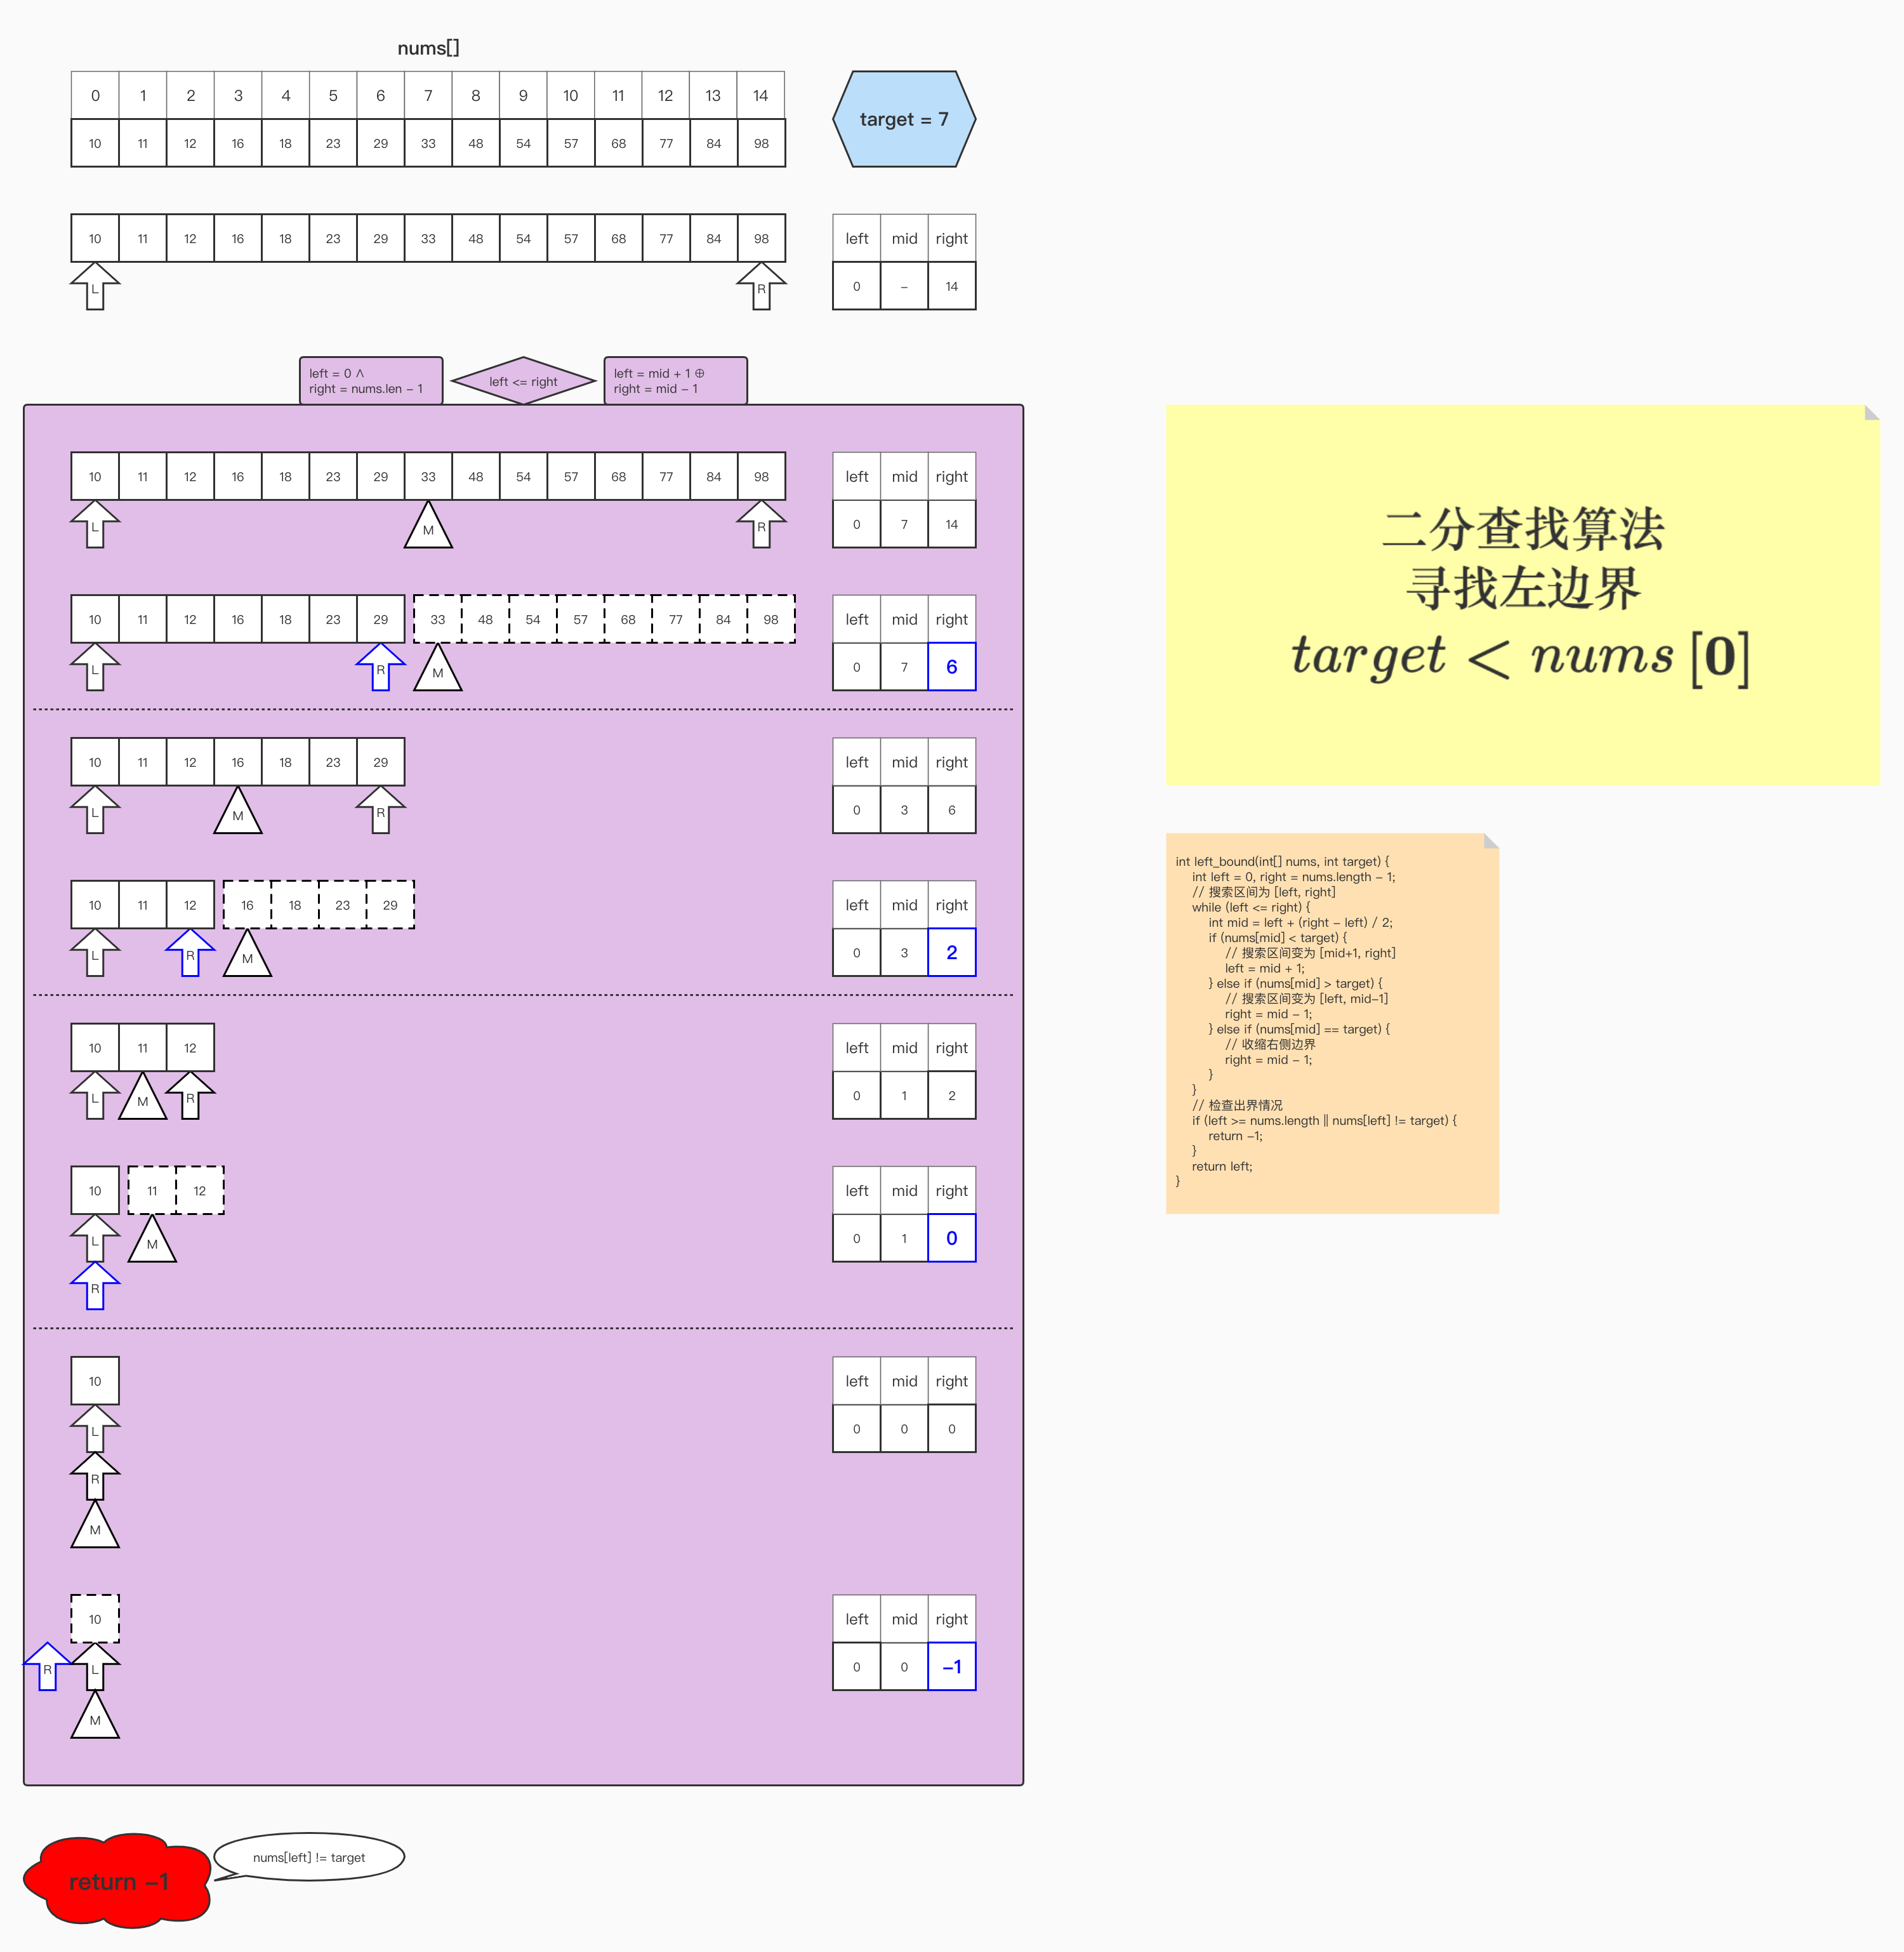 nums[]
0 1 2 3 4 5 6 7 8 9 10 11 12 13 14
10 11 12 16 18 23 29 33 48 54 57 68 77 84 98
target = 7
10 11 12 16 18 23 29 33 48 54 57 68 77 84 98
L R
left mid right
0 – 14
left = 0 ∧
right = nums.len – 1
left <= right
left = mid + 1 ⊕
right = mid – 1
10 11 12 16 18 23 29 33 48 54 57 68 77 84 98
L M R
left mid right
0 7 14
10 11 12 16 18 23 29 33 48 54 57 68 77 84 98
L R M
left mid right
0 7 6
10 11 12 16 18 23 29
L M R
left mid right
0 3 6
10 11 12 16 18 23 29
L R M
left mid right
0 3 2
10 11 12
L M R
left mid right
0 1 2
10 11 12
L M
R
left mid right
0 1 0
10
L
R
M
left mid right
0 0 0
10
R L
M
left mid right
0 0 –1
return –1
nums[left] != target
二分查找算法
寻找左边界
target < nums [0]
int left_bound(int[] nums, int target) {
int left = 0, right = nums.length – 1;
// 搜索区间为 [left, right]
while (left <= right) {
int mid = left + (right – left) / 2;
if (nums[mid] < target) {
// 搜索区间变为 [mid+1, right]
left = mid + 1;
} else if (nums[mid] > target) {
// 搜索区间变为 [left, mid–1]
right = mid – 1;
} else if (nums[mid] == target) {
// 收缩右侧边界
right = mid – 1;
}
}
// 检查出界情况
if (left >= nums.length || nums[left] != target) {
return –1;
}
return left;
}